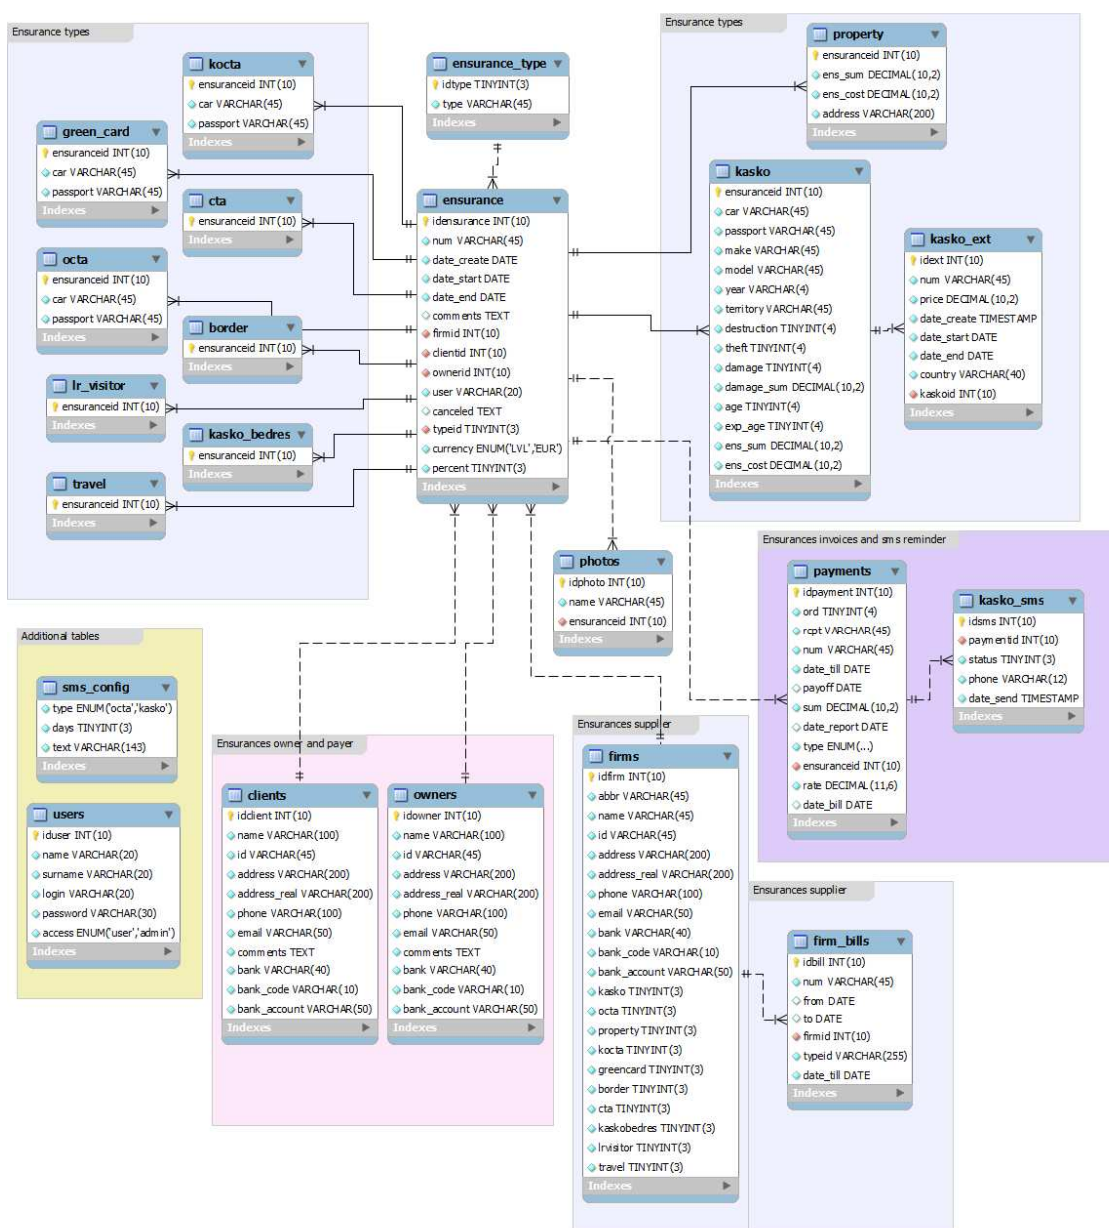 Ensurance types
kocta
ensuranceid INT(10)
car VARCHAR(45)
passport VARCHAR(45)
Indexes
green_card
ensuranceid INT(10)
car VARCHAR(45)
passport VARCHAR(45)
Indexes
cta
ensuranceid INT(10)
Indexes
octa
ensuranceid INT(10)
car VARCHAR(45)
passport VARCHAR(45)
Indexes
border
ensuranceid INT(10)
Indexes
lr_visitor
ensuranceid INT(10)
Indexes
kasko_bedres
ensuranceid INT(10)
Indexes
travel
ensuranceid INT(10)
Indexes
ensurance_type
idtype TINYINT(3)
type VARCHAR(45)
Indexes
ensurance
idensurance INT(10)
num VARCHAR(45)
date_create DATE
date_start DATE
date_end DATE
comments TEXT
firmid INT(10)
clientid INT(10)
ownerid INT(10)
user VARCHAR(20)
canceled TEXT
typeid TINYINT(3)
currency ENUM('LVL','EUR')
percent TINYINT(3)
Indexes
Ensurance types
property
ensuranceid INT(10)
ens_sum DECIMAL(10,2)
ens_cost DECIMAL(10,2)
address VARCHAR(200)
Indexes
kasko
ensuranceid INT(10)
car VARCHAR(45)
passport VARCHAR(45)
make VARCHAR(45)
model VARCHAR(45)
year VARCHAR(4)
territory VARCHAR(45)
destruction TINYINT(4)
theft TINYINT(4)
damage TINYINT(4)
damage_sum DECIMAL(10,2)
age TINYINT(4)
exp_age TINYINT(4)
ens_sum DECIMAL(10,2)
ens_cost DECIMAL(10,2)
Indexes
kasko_ext
idext INT(10)
num VARCHAR(45)
price DECIMAL(10,2)
date_create TIMESTAMP
date_start DATE
date_end DATE
country VARCHAR(40)
kaskoid INT(10)
Indexes
photos
idphoto INT(10)
name VARCHAR(45)
ensuranceid INT(10)
Indexes
Ensurances invoices and sms reminder
payments
idpayment INT(10)
ord TINYINT(4)
rcpt VARCHAR(45)
num VARCHAR(45)
date_till DATE
payoff DATE
sum DECIMAL(10,2)
date_report DATE
type ENUM(...)
ensuranceid INT(10)
rate DECIMAL(11,6)
date_bill DATE
Indexes
kasko_sms
idsms INT(10)
paymentid INT(10)
status TINYINT(3)
phone VARCHAR(12)
date_send TIMESTAMP
Indexes
Additional tables
sms_config
type ENUM('octa','kasko')
days TINYINT(3)
text VARCHAR(143)
Indexes
users
iduser INT(10)
name VARCHAR(20)
surname VARCHAR(20)
login VARCHAR(20)
password VARCHAR(30)
access ENUM('user','admin')
Indexes
Ensurances owner and payer
clients
idclient INT(10)
name VARCHAR(100)
id VARCHAR(45)
address VARCHAR(200)
address_real VARCHAR(200)
phone VARCHAR(100)
email VARCHAR(50)
comments TEXT
bank VARCHAR(40)
bank_code VARCHAR(10)
bank_account VARCHAR(50)
Indexes
owners
idowner INT(10)
name VARCHAR(100)
id VARCHAR(45)
address VARCHAR(200)
address_real VARCHAR(200)
phone VARCHAR(100)
email VARCHAR(50)
comments TEXT
bank VARCHAR(40)
bank_code VARCHAR(10)
bank_account VARCHAR(50)
Indexes
Ensurances supplier
firms
idfirm INT(10)
abbr VARCHAR(45)
name VARCHAR(45)
id VARCHAR(45)
address VARCHAR(200)
address_real VARCHAR(200)
phone VARCHAR(100)
email VARCHAR(50)
bank VARCHAR(40)
bank_code VARCHAR(10)
bank_account VARCHAR(50)
kasko TINYINT(3)
octa TINYINT(3)
property TINYINT(3)
kocta TINYINT(3)
greencard TINYINT(3)
border TINYINT(3)
cta TINYINT(3)
kaskobedres TINYINT(3)
lrvisitor TINYINT(3)
travel TINYINT(3)
Indexes
Ensurances supplier
firm_bills
idbill INT(10)
num VARCHAR(45)
from DATE
to DATE
firmid INT(10)
typeid VARCHAR(255)
date_till DATE
Indexes